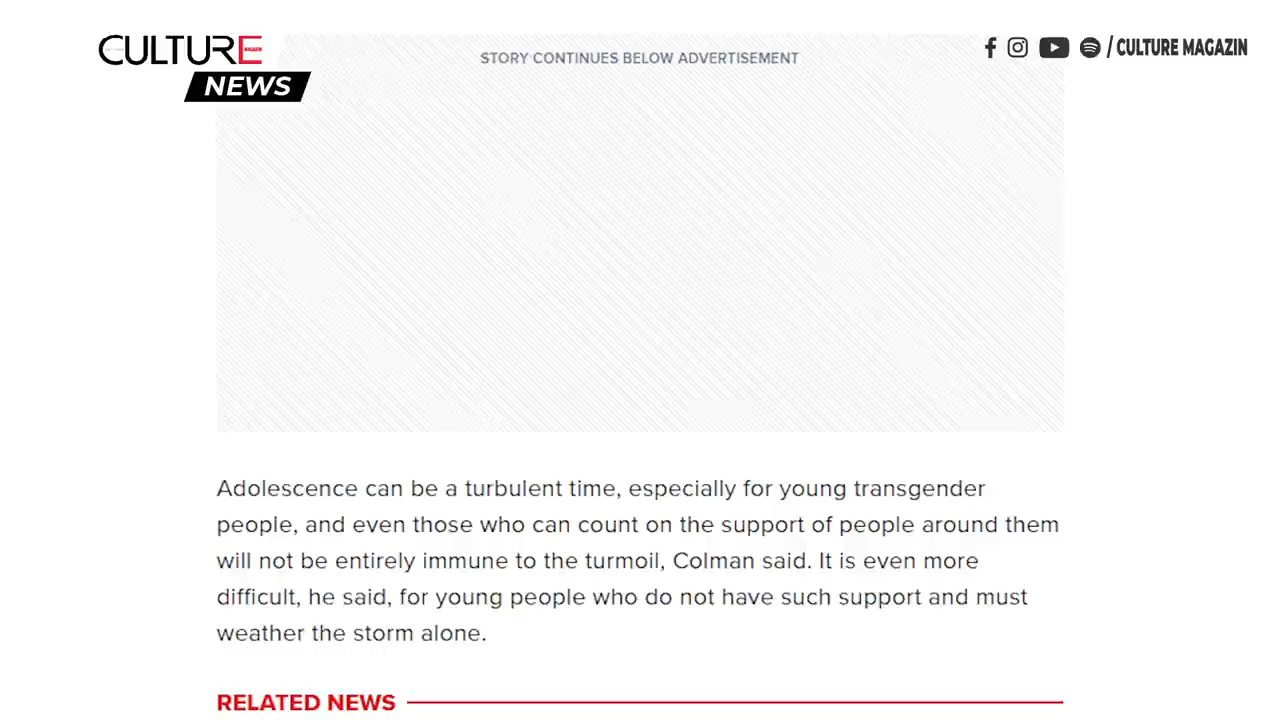 CULTURE
NEWS
STORY CONTINUES BELOW ADVERTISEMENT
/ CULTURE MAGAZIN
Adolescence can be a turbulent time, especially for young transgender
people, and even those who can count on the support of people around them
will not be entirely immune to the turmoil, Colman said. It is even more
difficult, he said, for young people who do not have such support and must
weather the storm alone.
RELATED NEWS